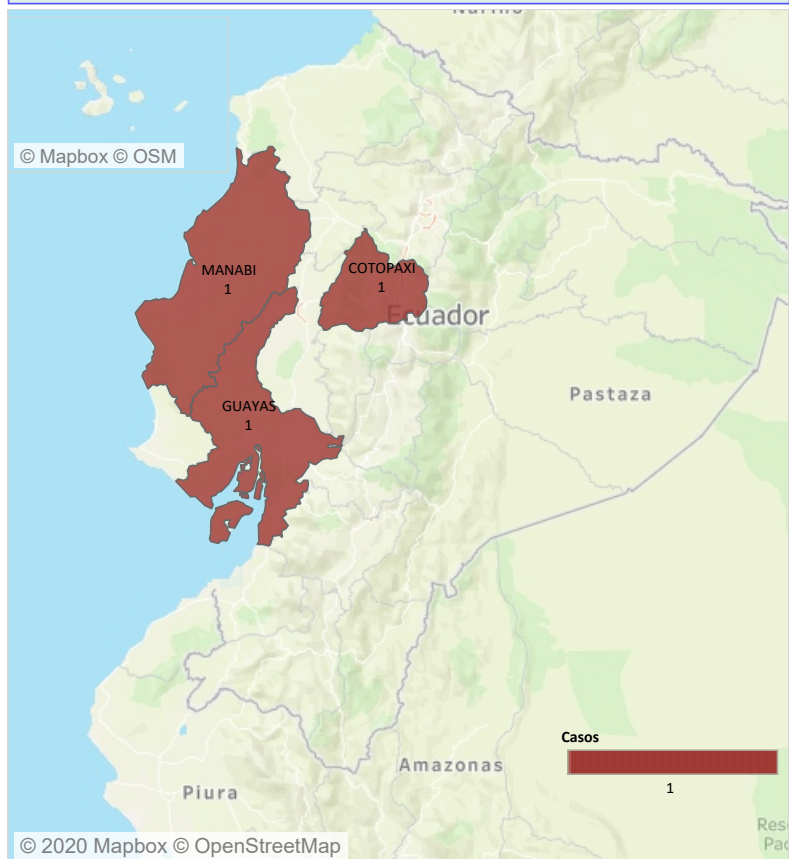 © Mapbox © OSM
MANABI
1
COTOPAXI
1
Ecuador
Pastaza
GUAYAS
1
Casos
1
Amazonas
Piura
© 2020 Mapbox © OpenStreetMap